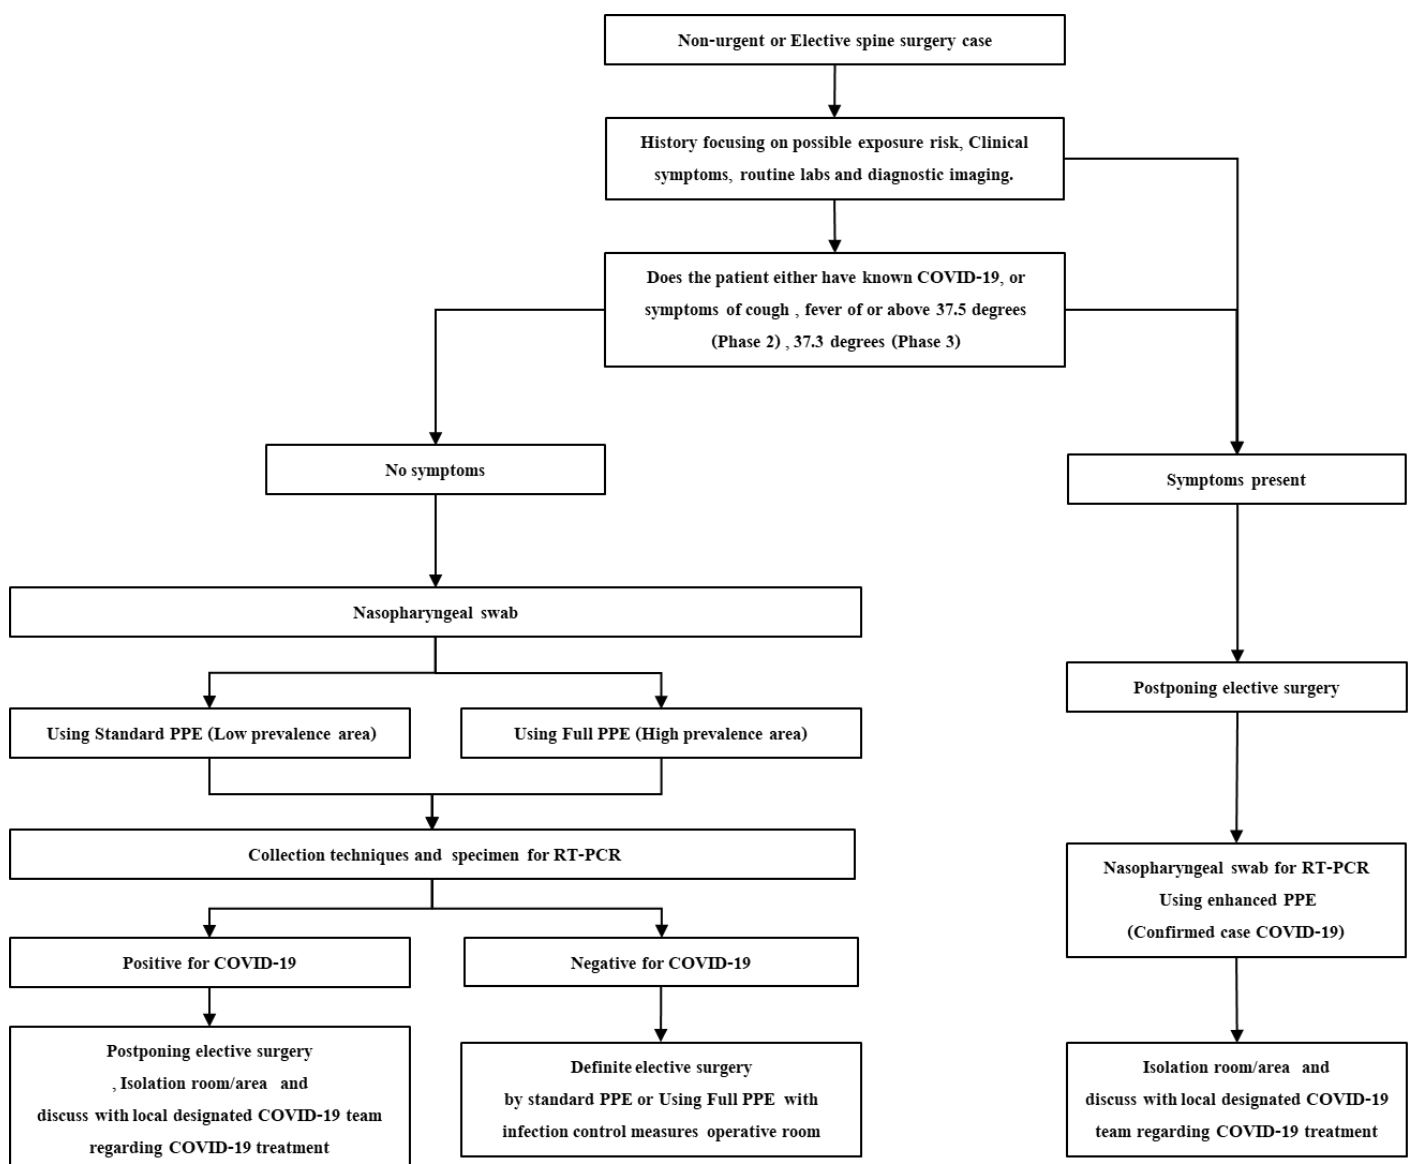 Non-urgent or Elective spine surgery case
History focusing on possible exposure risk, Clinical
symptoms, routine labs and diagnostic imaging.
Does the patient either have known COVID-19, or
symptoms of cough , fever of or above 37.5 degrees
(Phase 2) , 37.3 degrees (Phase 3)
No symptoms
Symptoms present
Nasopharyngeal swab
Postponing elective surgery
Using Standard PPE (Low prevalence area)
Using Full PPE (High prevalence area)
Collection techniques and specimen for RT-PCR
Nasopharyngeal swab for RT-PCR
Using enhanced PPE
(Confirmed case COVID-19)
Positive for COVID-19
Negative for COVID-19
Postponing elective surgery
, Isolation room/area and
discuss with local designated COVID-19 team
regarding COVID-19 treatment
Definite elective surgery
by standard PPE or Using Full PPE with
infection control measures operative room
Isolation room/area and
discuss with local designated COVID-19
team regarding COVID-19 treatment